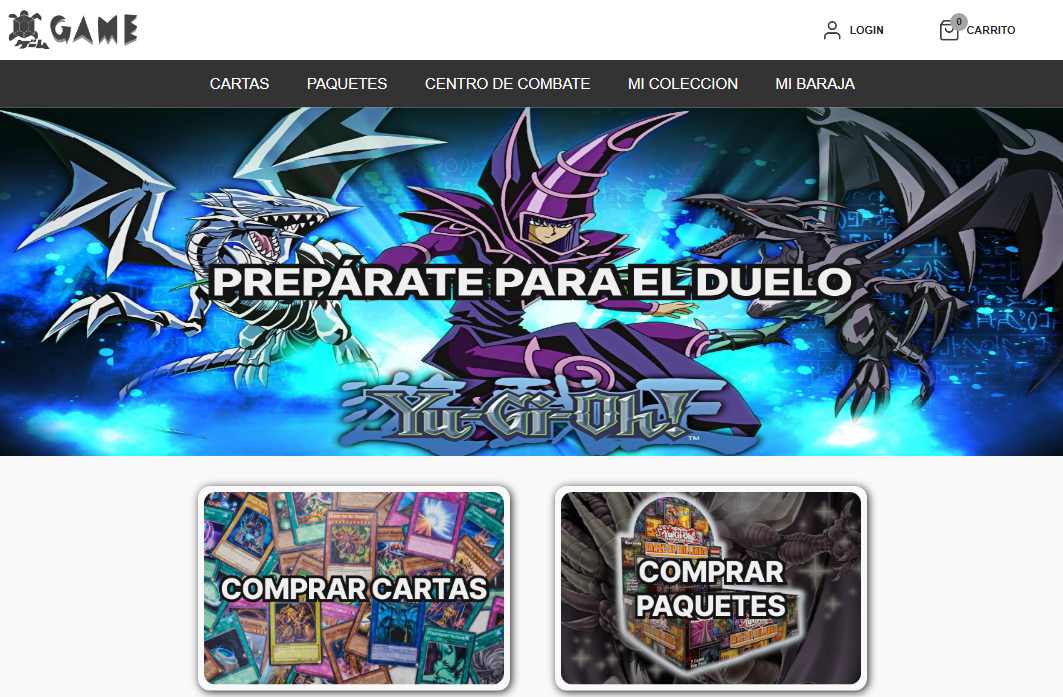 GAME
ゲーム
LOGIN
0
CARRITO
CARTAS
PAQUETES
CENTRO DE COMBATE
MI COLECCION
MI BARAJA
PREPÁRATE PARA EL DUELO
Yu-Gi-Oh!
TM
COMPRAR CARTAS
COMPRAR
PAQUETES